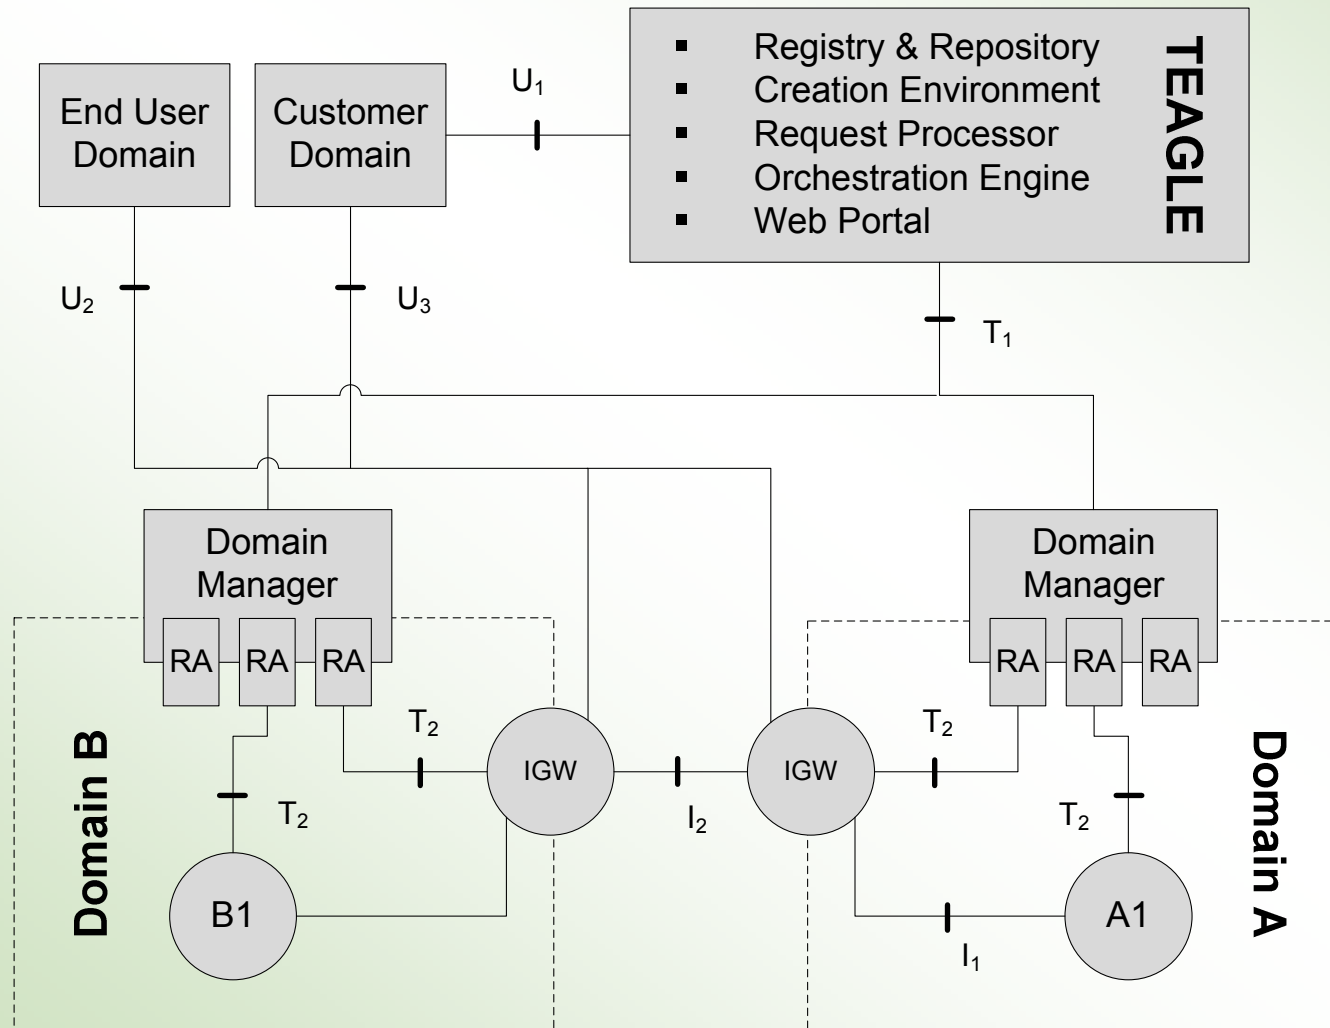 End User
Domain
Customer
Domain
U₁
▪ Registry & Repository
▪ Creation Environment
▪ Request Processor
▪ Orchestration Engine
▪ Web Portal
TEAGLE
U₂
U₃
T₁
Domain
Manager
RA
RA
RA
Domain
Manager
RA
RA
RA
Domain B
T₂
IGW
T₂
I₂
IGW
T₂
T₂
B1
A1
I₁
Domain A